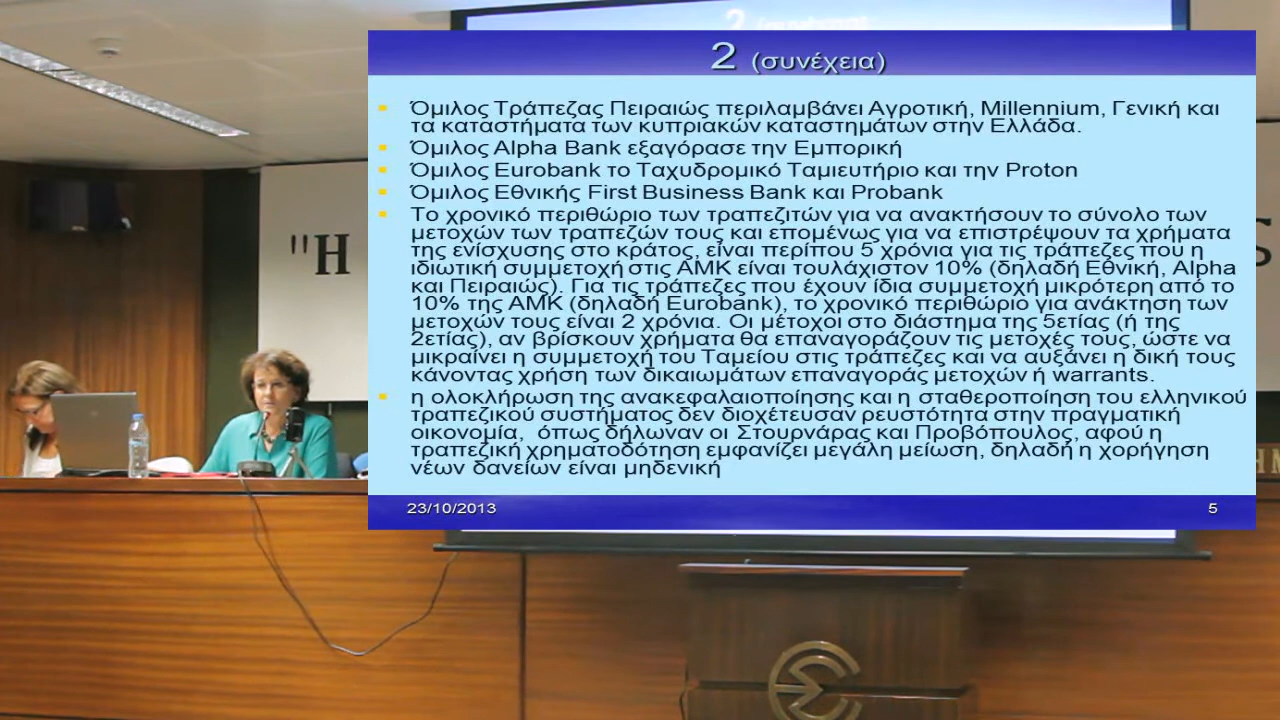 2 (συνέχεια)
Όμιλος Τράπεζας Πειραιώς περιλαμβάνει Αγροτική, Millennium, Γενική και
τα καταστήματα των κυπριακών καταστημάτων στην Ελλάδα.
Όμιλος Alpha Bank εξαγόρασε την Εμπορική
Όμιλος Eurobank το Ταχυδρομικό Ταμιευτήριο και την Proton
Όμιλος Εθνικής First Business Bank και Probank
Το χρονικό περιθώριο των τραπεζιτών για να ανακτήσουν το σύνολο των
μετοχών των τραπεζών τους και επομένως για να επιστρέψουν τα χρήματα
της ενίσχυσης στο κράτος, είναι περίπου 5 χρόνια για τις τράπεζες που η
ιδιωτική συμμετοχή στις ΑΜΚ είναι τουλάχιστον 10% (δηλαδή Εθνική, Alpha
και Πειραιώς). Για τις τράπεζες που έχουν ίδια συμμετοχή μικρότερη από το
10% της ΑΜΚ (δηλαδή Eurobank), το χρονικό περιθώριο για ανάκτηση των
μετοχών τους είναι 2 χρόνια. Οι μέτοχοι στο διάστημα της 5ετίας (ή της
2ετίας), αν βρίσκουν χρήματα θα επαναγοράζουν τις μετοχές τους, ώστε να
μικραίνει η συμμετοχή του Ταμείου στις τράπεζες και να αυξάνει η δική τους
κάνοντας χρήση των δικαιωμάτων επαναγοράς μετοχών ή warrants.
η ολοκλήρωση της ανακεφαλαιοποίησης και η σταθεροποίηση του ελληνικού
τραπεζικού συστήματος δεν διοχέτευσαν ρευστότητα στην πραγματική
οικονομία, όπως δήλωναν οι Στουρνάρας και Προβόπουλος, αφού η
τραπεζική χρηματοδότηση εμφανίζει μεγάλη μείωση, δηλαδή η χορήγηση
νέων δανείων είναι μηδενική
23/10/2013 5
"Η